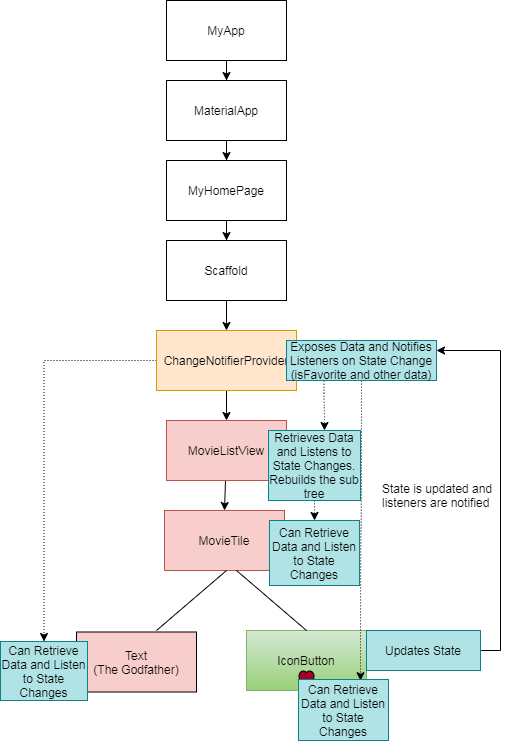 MyApp
MaterialApp
MyHomePage
Scaffold
ChangeNotifierProvider
Exposes Data and Notifies
Listeners on State Change
(isFavorite and other data)
MovieListView
Retrieves Data
and Listens to
State Changes.
Rebuilds the sub
tree
State is updated and
listeners are notified
MovieTile
Can Retrieve
Data and Listen
to State
Changes
Can Retrieve
Data and Listen
to State
Changes
Text
(The Godfather)
IconButton
Updates State
Can Retrieve
Data and Listen
to State
Changes